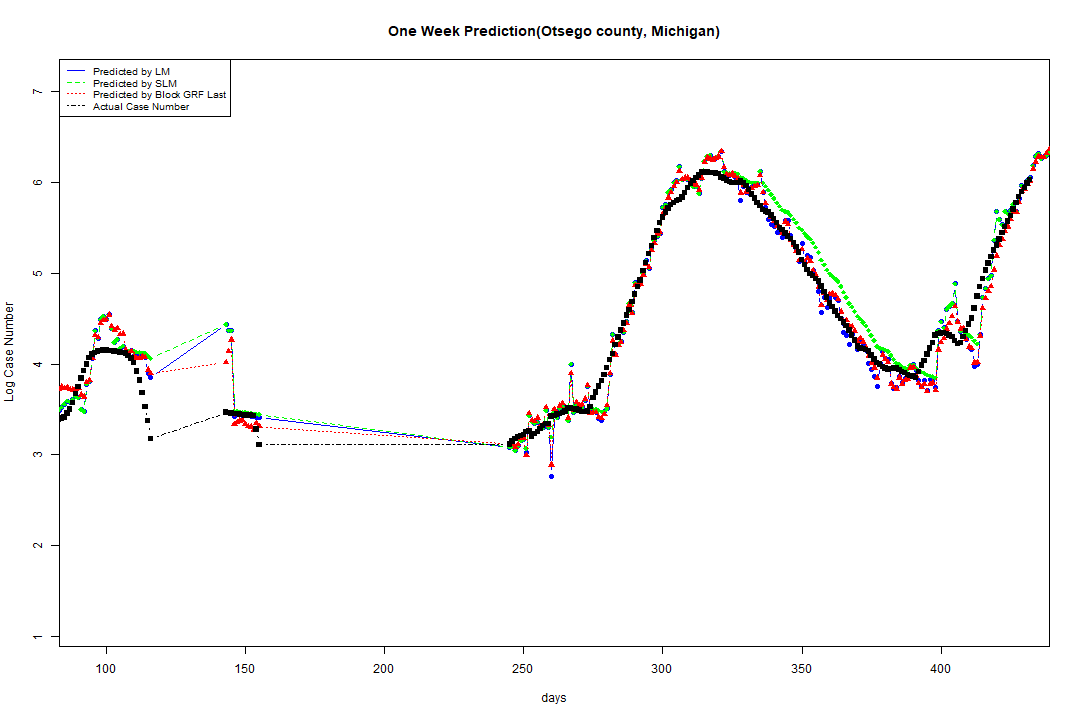 One Week Prediction(Otsego county, Michigan)
Predicted by LM
Predicted by SLM
Predicted by Block GRF Last
Actual Case Number
Log Case Number
7
6
5
4
3
2
1
100 150 200 250 300 350 400
days